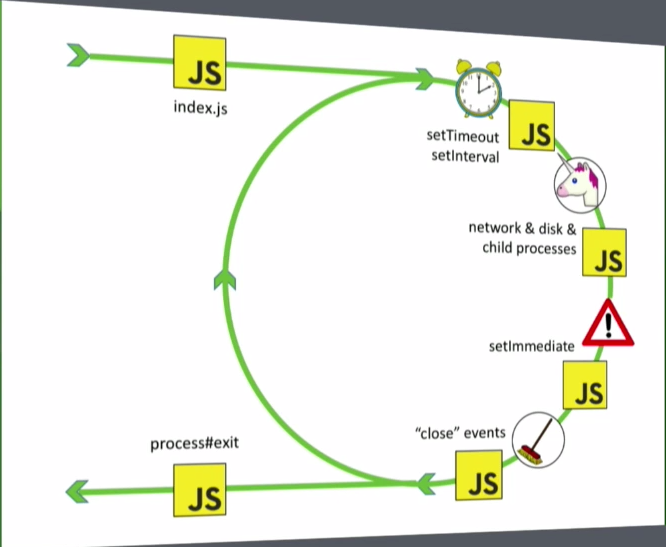 JS
index.js
setTimeout
setInterval
JS
network & disk &
child processes
JS
!
setImmediate
JS
"close" events
JS
process#exit
JS